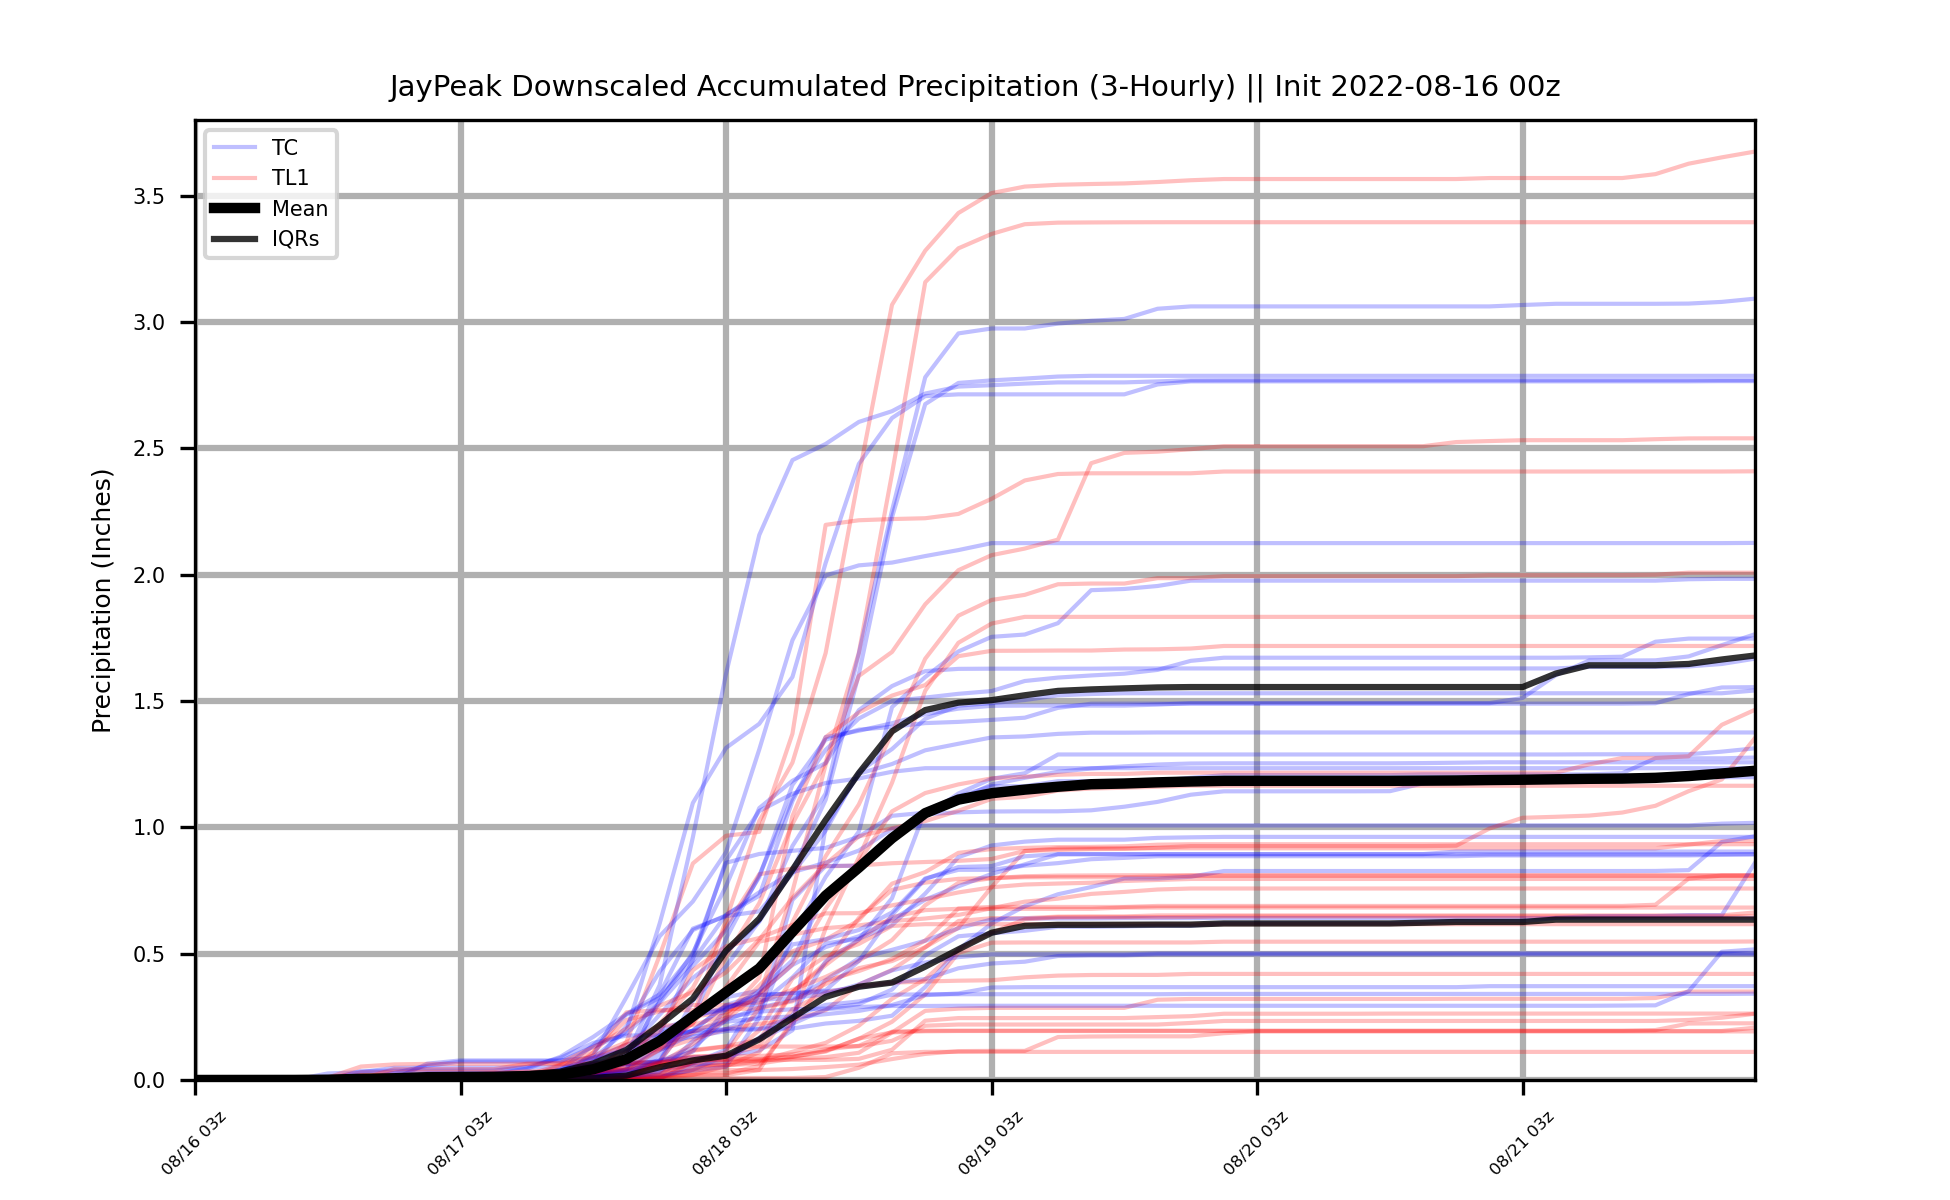 JayPeak Downscaled Accumulated Precipitation (3-Hourly) || Init 2022-08-16 00z
TC
TL1
Mean
IQRs
Precipitation (Inches)
3.5
3.0
2.5
2.0
1.5
1.0
0.5
0.0
08/16 03z
08/17 03z
08/18 03z
08/19 03z
08/20 03z
08/21 03z